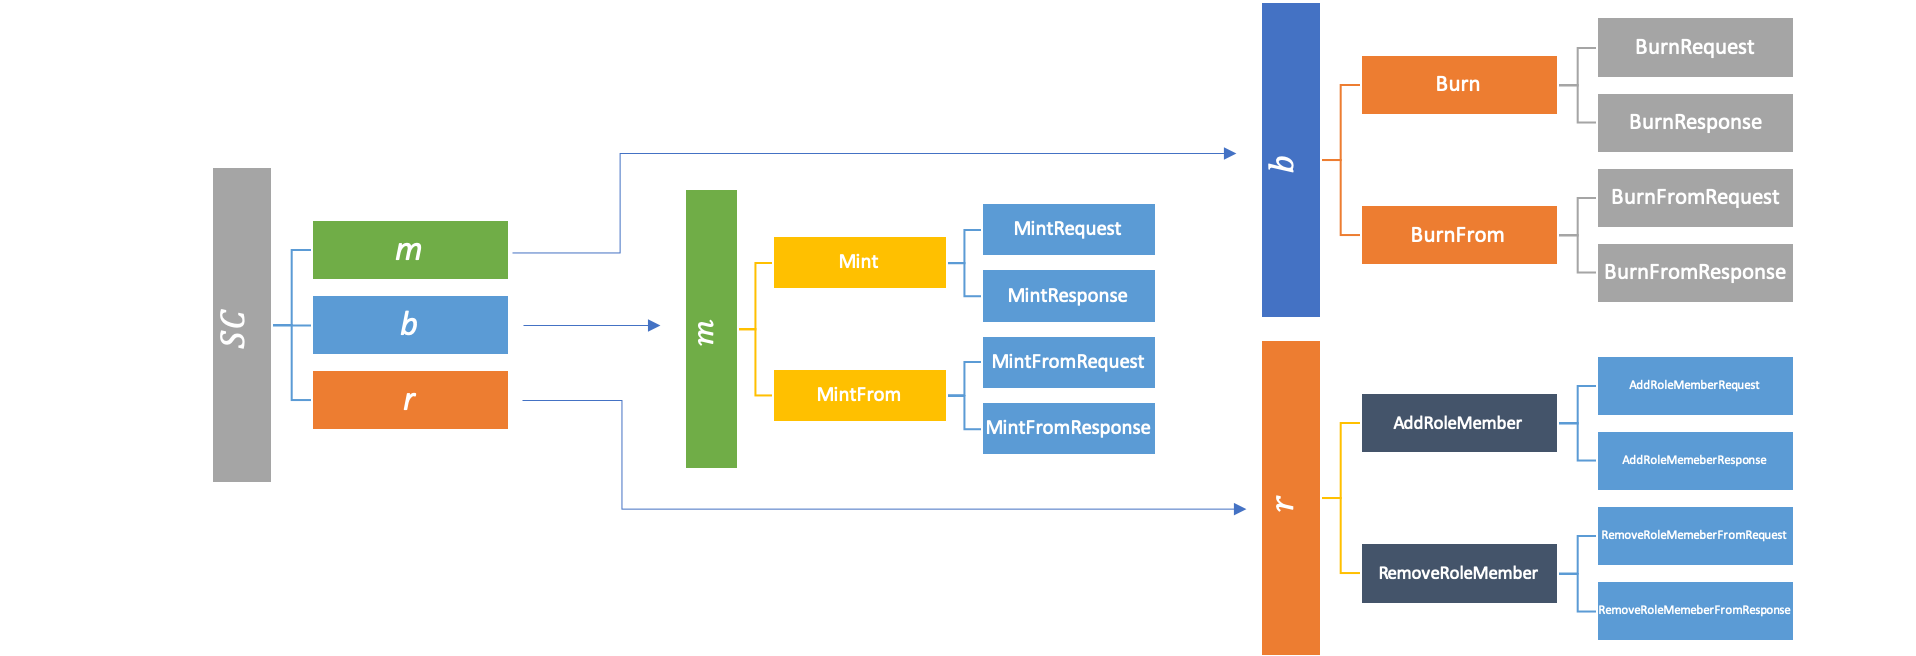 SC
m
b
r
m
Mint
MintRequest
MintResponse
MintFrom
MintFromRequest
MintFromResponse
b
Burn
BurnRequest
BurnResponse
BurnFrom
BurnFromRequest
BurnFromResponse
r
AddRoleMember
AddRoleMemberRequest
AddRoleMemeberResponse
RemoveRoleMember
RemoveRoleMemeberFromRequest
RemoveRoleMemeberFromResponse